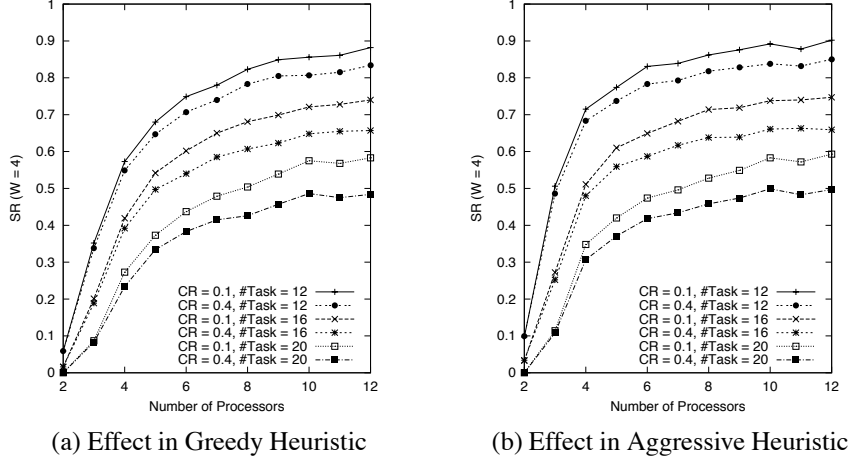 1
0.9
0.8
0.7
0.6
0.5
0.4
0.3
0.2
0.1
0
SR (W = 4)
CR = 0.1, #Task = 12
CR = 0.4, #Task = 12
CR = 0.1, #Task = 16
CR = 0.4, #Task = 16
CR = 0.1, #Task = 20
CR = 0.4, #Task = 20
2 4 6 8 10 12
Number of Processors
(a) Effect in Greedy Heuristic
1
0.9
0.8
0.7
0.6
0.5
0.4
0.3
0.2
0.1
0
SR (W = 4)
CR = 0.1, #Task = 12
CR = 0.4, #Task = 12
CR = 0.1, #Task = 16
CR = 0.4, #Task = 16
CR = 0.1, #Task = 20
CR = 0.4, #Task = 20
2 4 6 8 10 12
Number of Processors
(b) Effect in Aggressive Heuristic